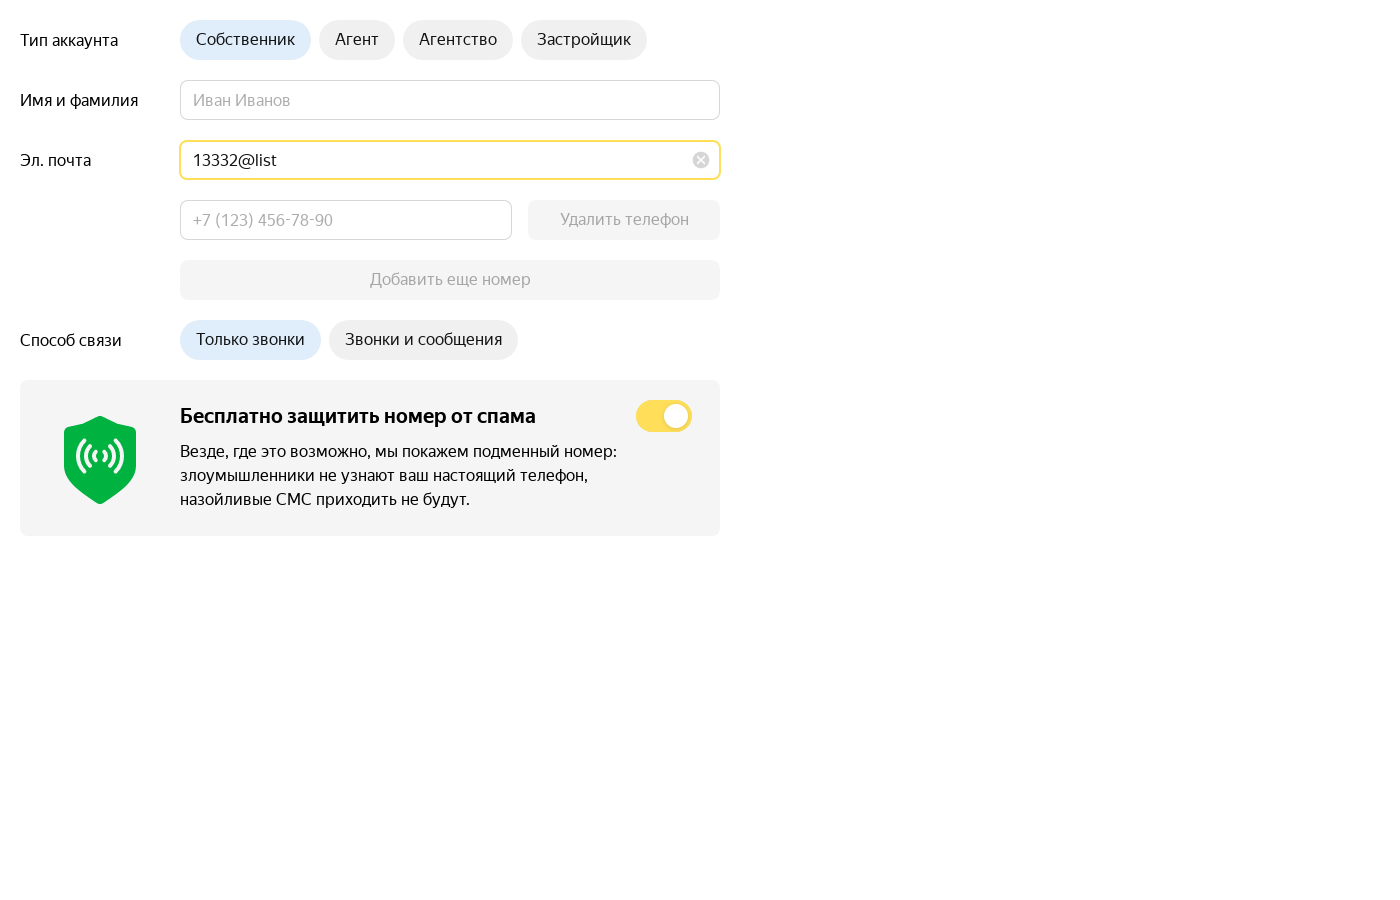 Тип аккаунта Собственник Агент Агентство Застройщик
Имя и фамилия Иван Иванов
Эл. почта 13332@list
+7 (123) 456-78-90 Удалить телефон
Добавить еще номер
Способ связи Только звонки Звонки и сообщения
Бесплатно защитить номер от спама
Везде, где это возможно, мы покажем подменный номер:
злоумышленники не узнают ваш настоящий телефон,
назойливые СМС приходить не будут.